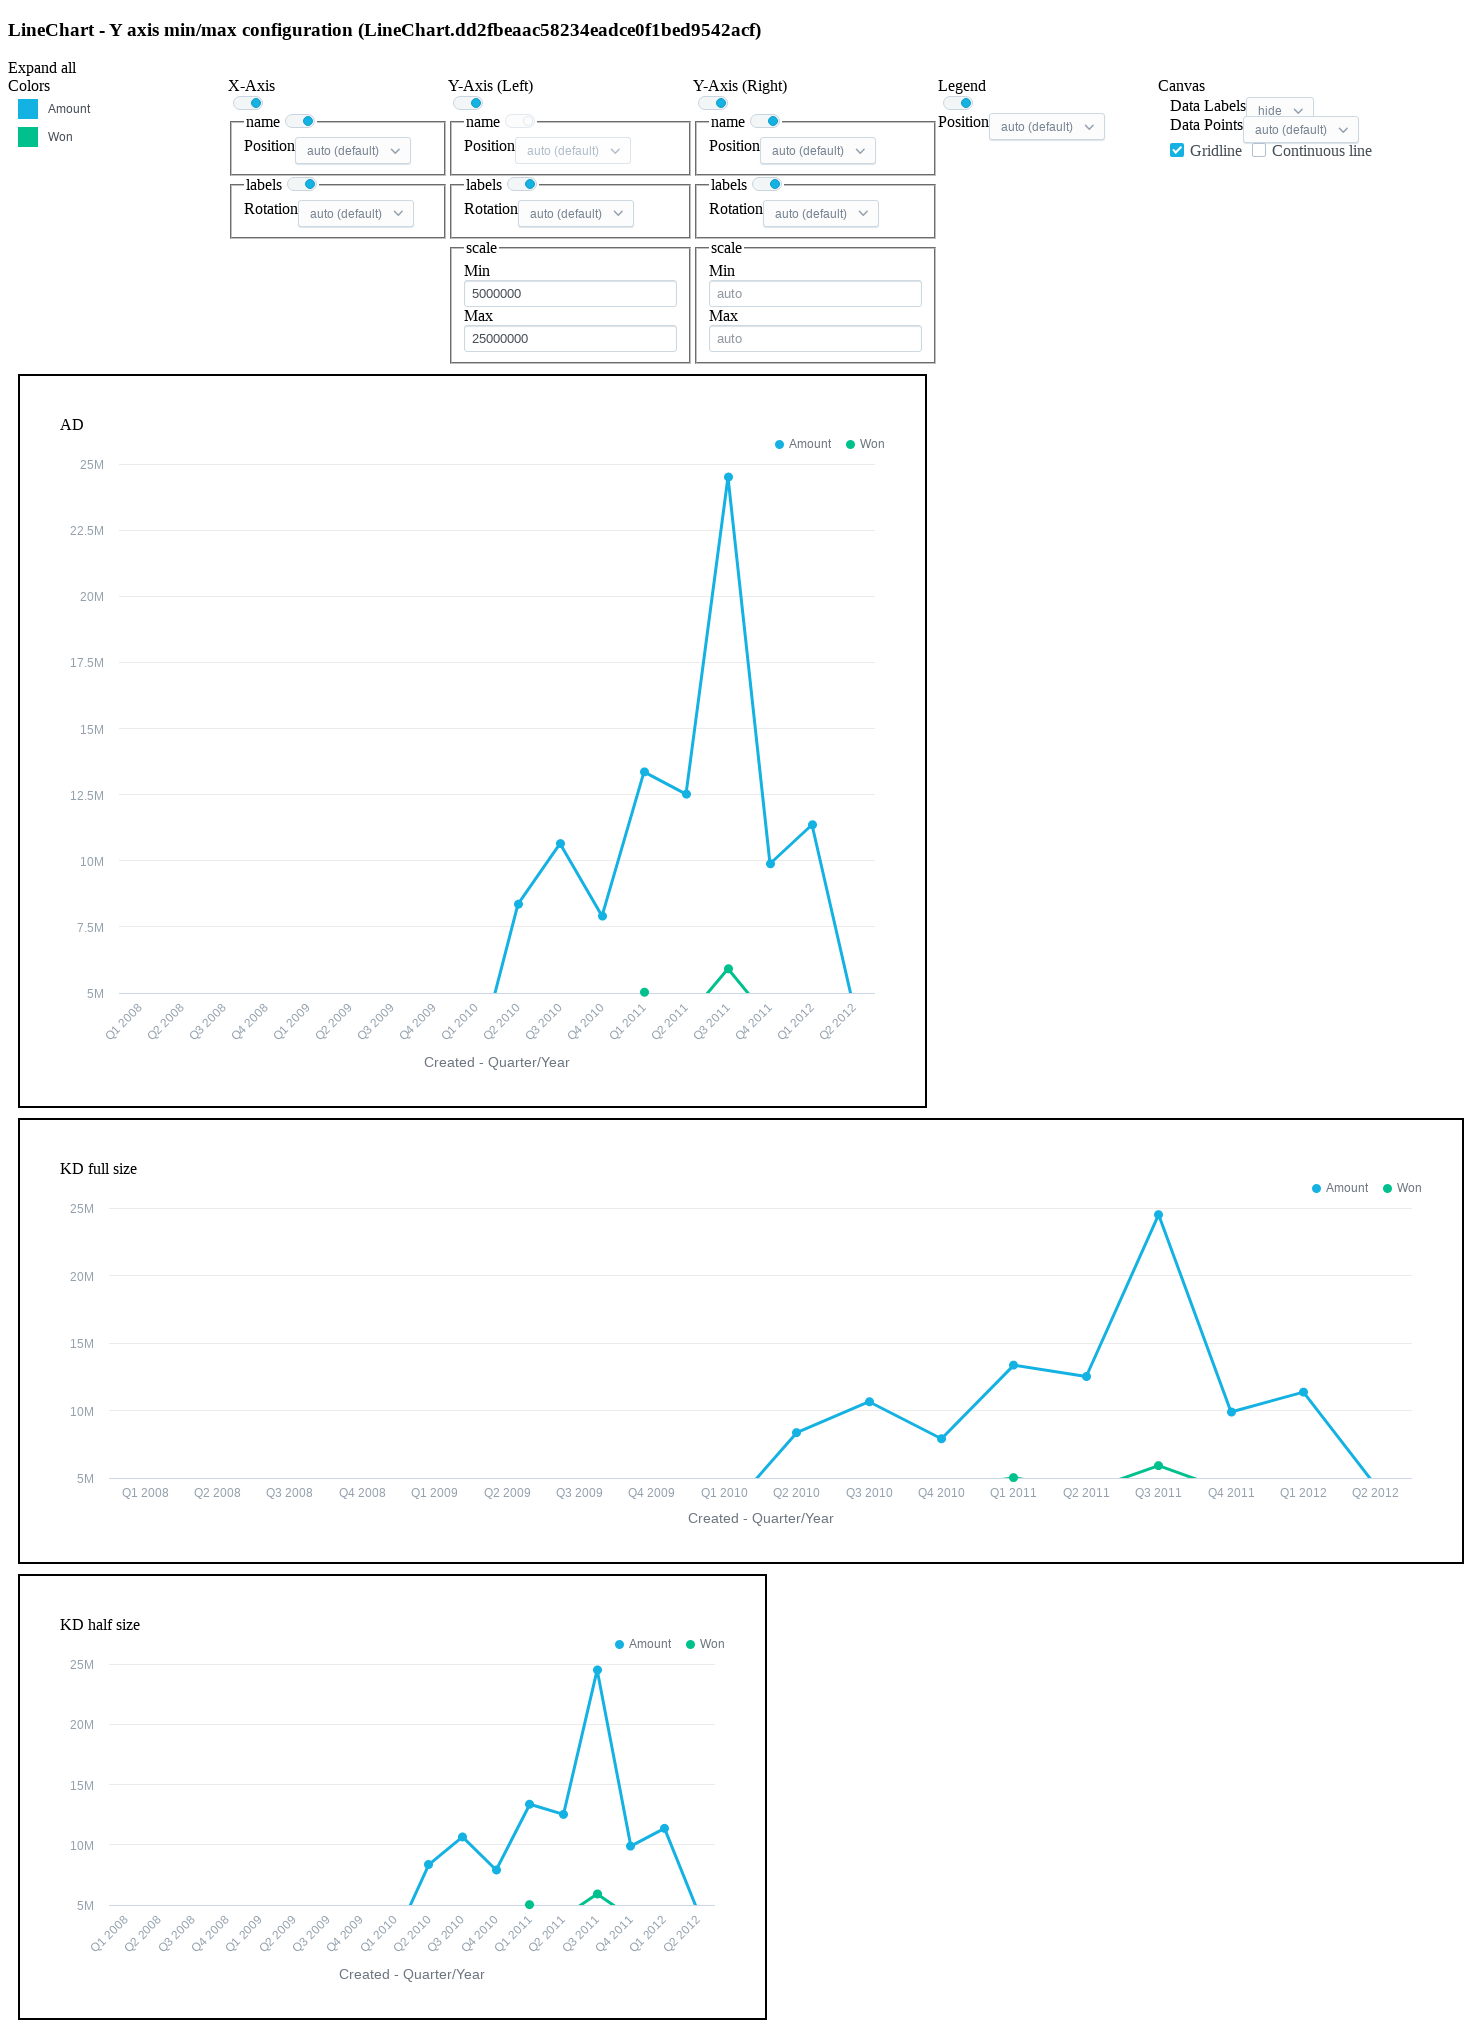 LineChart - Y axis min/max configuration (LineChart.dd2fbeaac58234eadce0f1bed9542acf)
Expand all
Colors
Amount
Won
X-Axis
name
Position auto (default)
labels
Rotation auto (default)
Y-Axis (Left)
name
Position auto (default)
labels
Rotation auto (default)
scale
Min
5000000
Max
25000000
Y-Axis (Right)
name
Position auto (default)
labels
Rotation auto (default)
scale
Min
auto
Max
auto
Legend
Position auto (default)
Canvas
Data Labels hide
Data Points auto (default)
Gridline Continuous line
AD
Amount Won
25M
22.5M
20M
17.5M
15M
12.5M
10M
7.5M
5M
Q1 2008 Q2 2008 Q3 2008 Q4 2008 Q1 2009 Q2 2009 Q3 2009 Q4 2009 Q1 2010 Q2 2010 Q3 2010 Q4 2010 Q1 2011 Q2 2011 Q3 2011 Q4 2011 Q1 2012 Q2 2012
Created - Quarter/Year
KD full size
Amount Won
25M
20M
15M
10M
5M
Q1 2008 Q2 2008 Q3 2008 Q4 2008 Q1 2009 Q2 2009 Q3 2009 Q4 2009 Q1 2010 Q2 2010 Q3 2010 Q4 2010 Q1 2011 Q2 2011 Q3 2011 Q4 2011 Q1 2012 Q2 2012
Created - Quarter/Year
KD half size
Amount Won
25M
20M
15M
10M
5M
Q1 2008 Q2 2008 Q3 2008 Q4 2008 Q1 2009 Q2 2009 Q3 2009 Q4 2009 Q1 2010 Q2 2010 Q3 2010 Q4 2010 Q1 2011 Q2 2011 Q3 2011 Q4 2011 Q1 2012 Q2 2012
Created - Quarter/Year